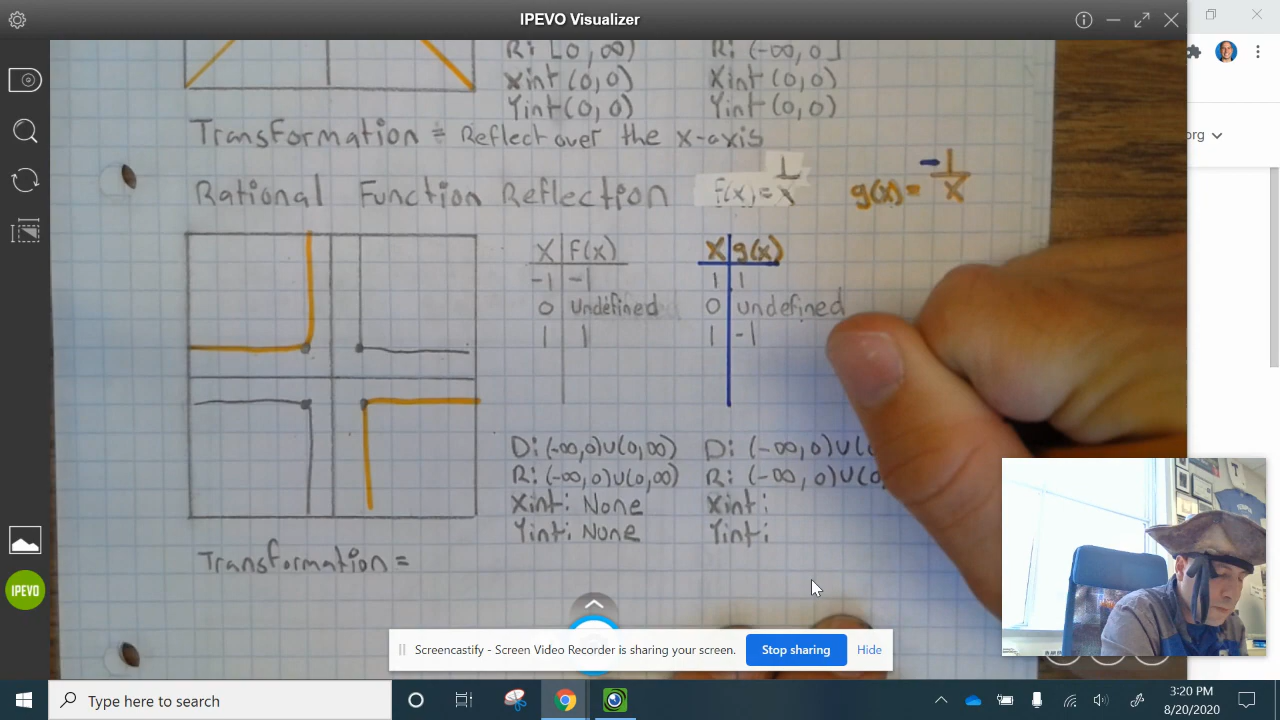 IPEVO Visualizer
R: [0, ∞) R: (-∞, 0]
Xint (0, 0) Xint (0, 0)
Yint (0, 0) Yint (0, 0)
Transformation = Reflect over the x-axis
org
Rational Function Reflection f(x) = 1/x g(x) = -1/x
X f(x) X g(x)
-1 -1 1 1
0 Undefined 0 undefined
1 1 1 -1
D: (-∞, 0)U(0, ∞) D: (-∞, 0)U(
R: (-∞, 0)U(0, ∞) R: (-∞, 0)U(0,
Xint: None Xint:
Yint: None Yint:
Transformation =
IPEVO
Screencastify - Screen Video Recorder is sharing your screen. Stop sharing Hide
Type here to search
3:20 PM
8/20/2020